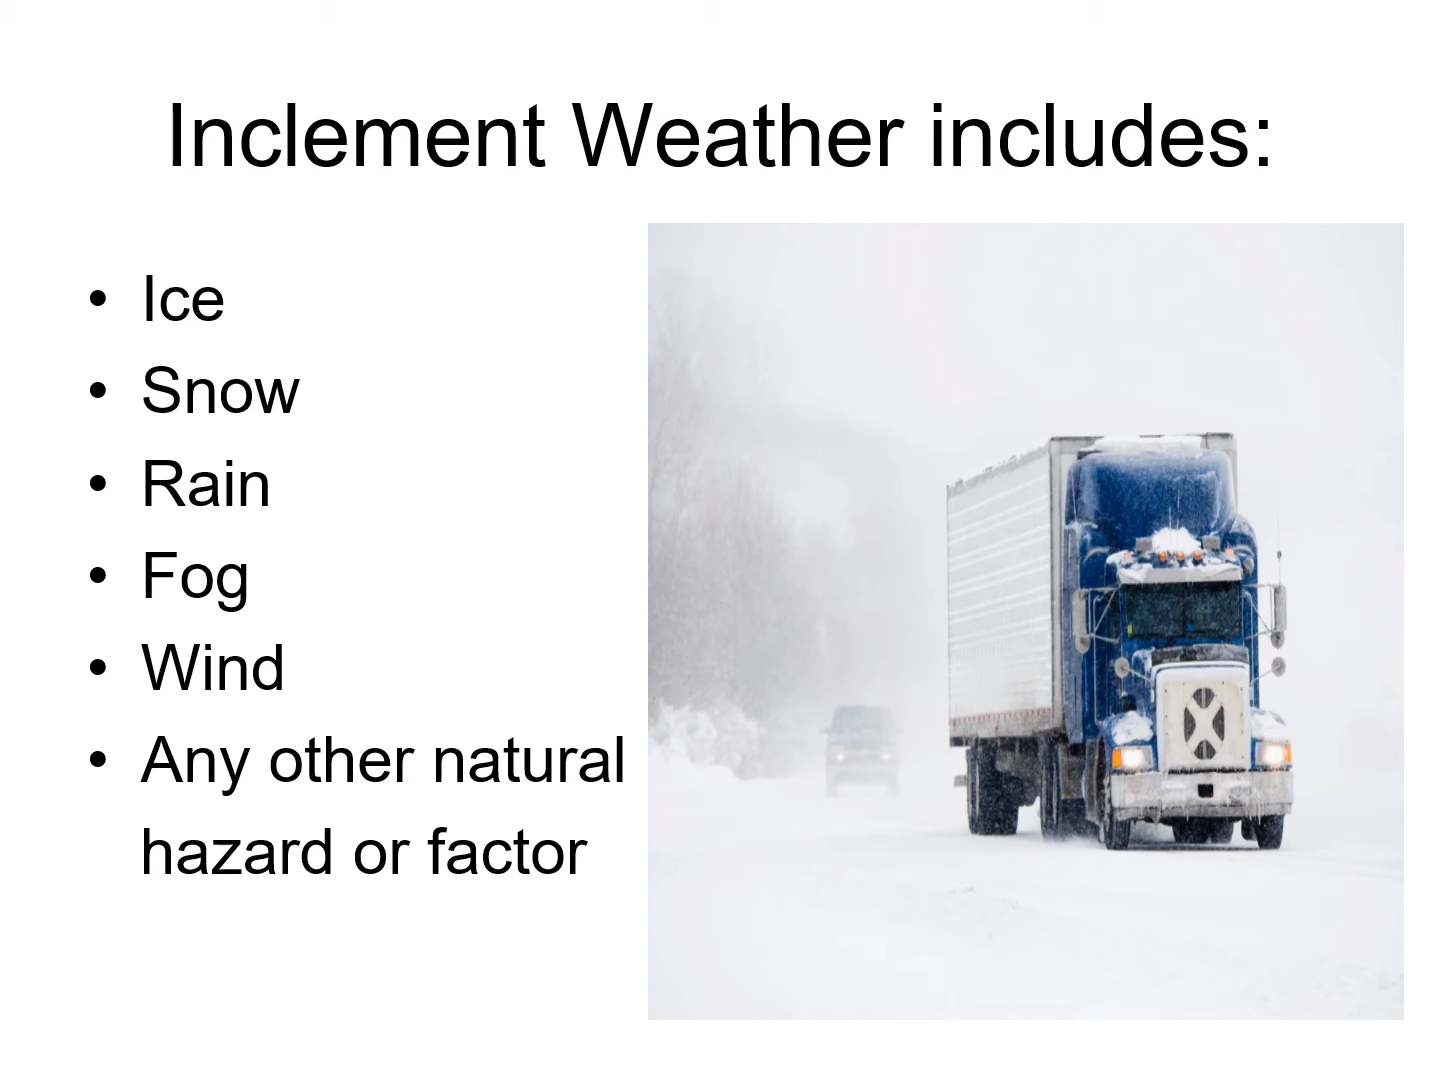 Inclement Weather includes:
• Ice
• Snow
• Rain
• Fog
• Wind
• Any other natural
hazard or factor